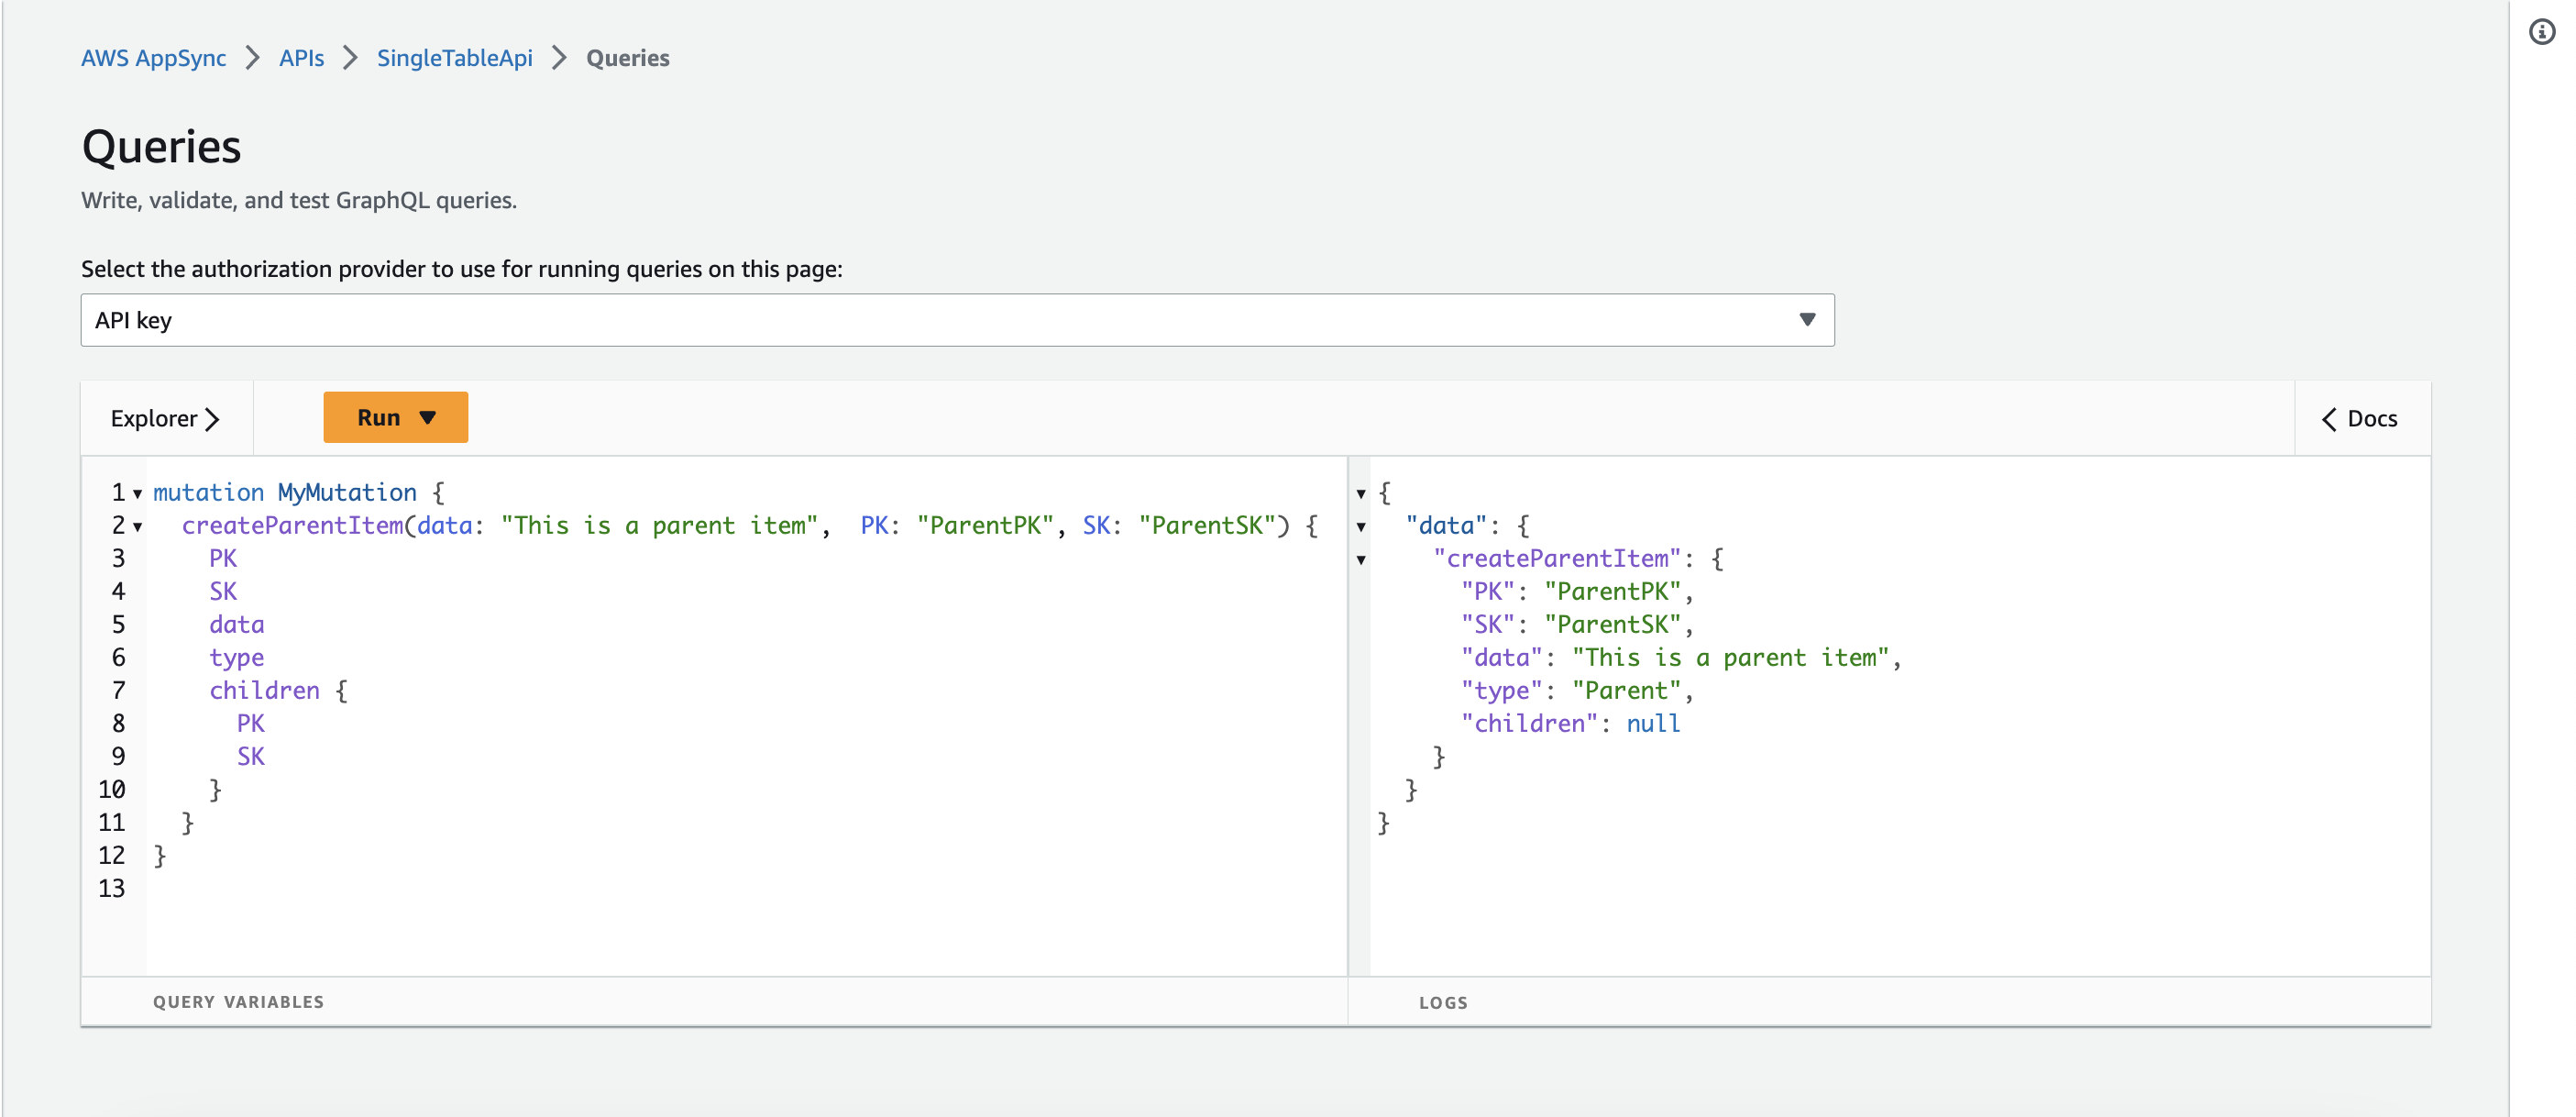 AWS AppSync > APIs > SingleTableApi > Queries
Queries
Write, validate, and test GraphQL queries.
Select the authorization provider to use for running queries on this page:
API key
Explorer > Run ▼ < Docs
1 mutation MyMutation {
2   createParentItem(data: "This is a parent item",  PK: "ParentPK", SK: "ParentSK") {
3     PK
4     SK
5     data
6     type
7     children {
8       PK
9       SK
10     }
11   }
12 }
13
{
  "data": {
    "createParentItem": {
      "PK": "ParentPK",
      "SK": "ParentSK",
      "data": "This is a parent item",
      "type": "Parent",
      "children": null
    }
  }
}
QUERY VARIABLES
LOGS